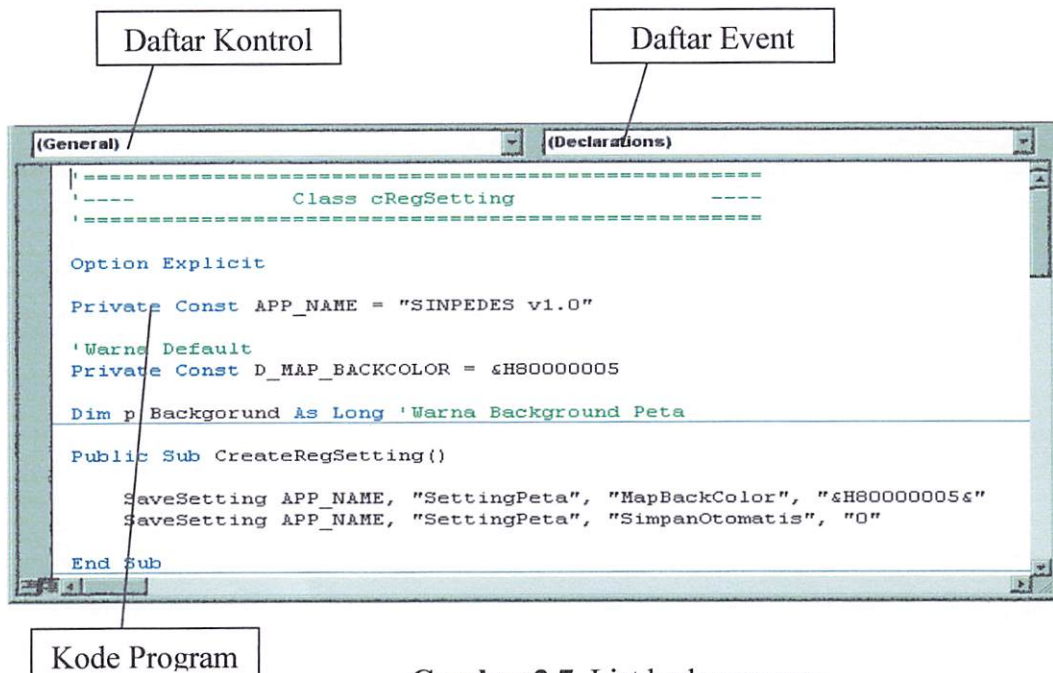 Daftar Kontrol
Daftar Event
(General)
(Declarations)
'====================================================
'----            Class cRegSetting               ----
'====================================================
Option Explicit
Private Const APP_NAME = "SINPEDES v1.0"
'Warna Default
Private Const D_MAP_BACKCOLOR = &H80000005
Dim p_Backgorund As Long 'Warna Background Peta
Public Sub CreateRegSetting()
SaveSetting APP_NAME, "SettingPeta", "MapBackColor", "&H80000005&"
SaveSetting APP_NAME, "SettingPeta", "SimpanOtomatis", "0"
End Sub
Kode Program